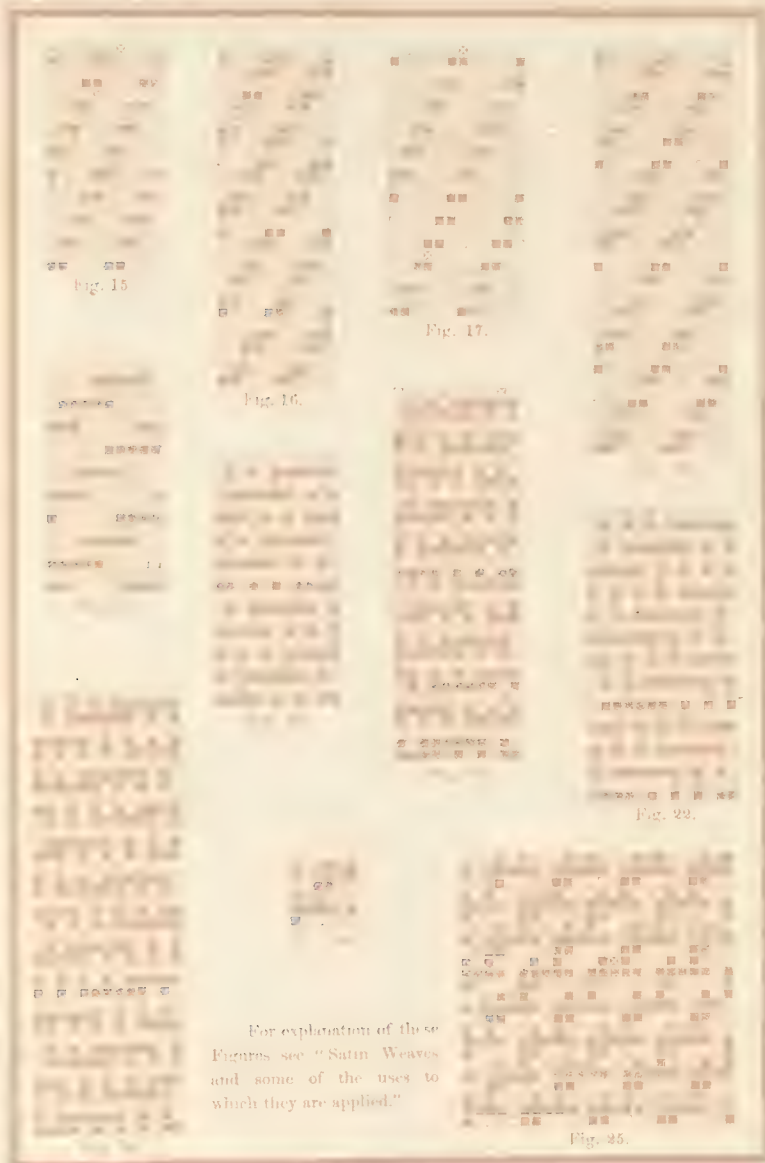 Fig. 15
Fig. 17.
Fig. 16.
Fig. 22.
For explanation of these
Figures see "Satin Weaves
and some of the uses to
which they are applied."
Fig. 25.